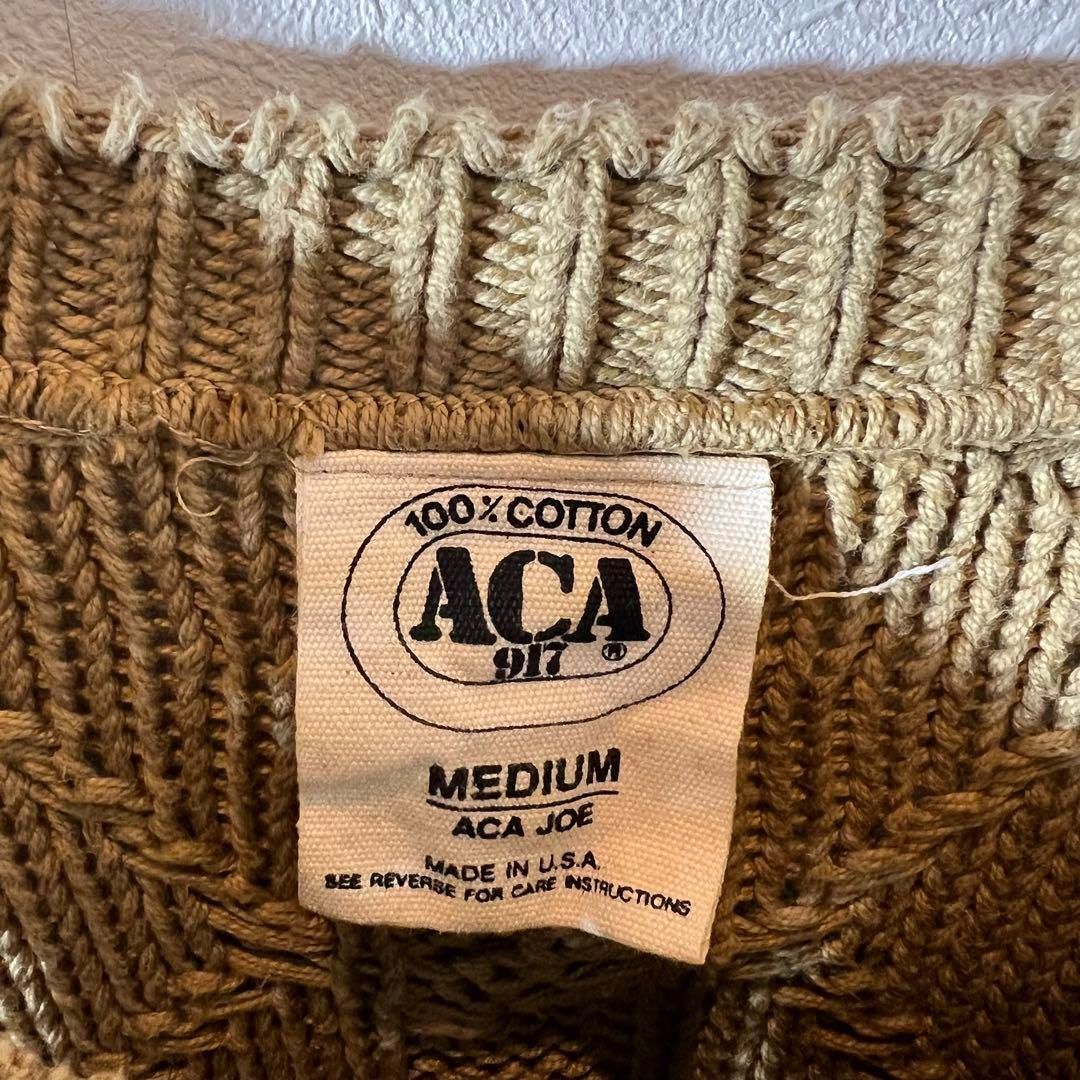 100% COTTON
ACA
917 ®
MEDIUM
ACA JOE
MADE IN U.S.A.
SEE REVERSE FOR CARE INSTRUCTIONS